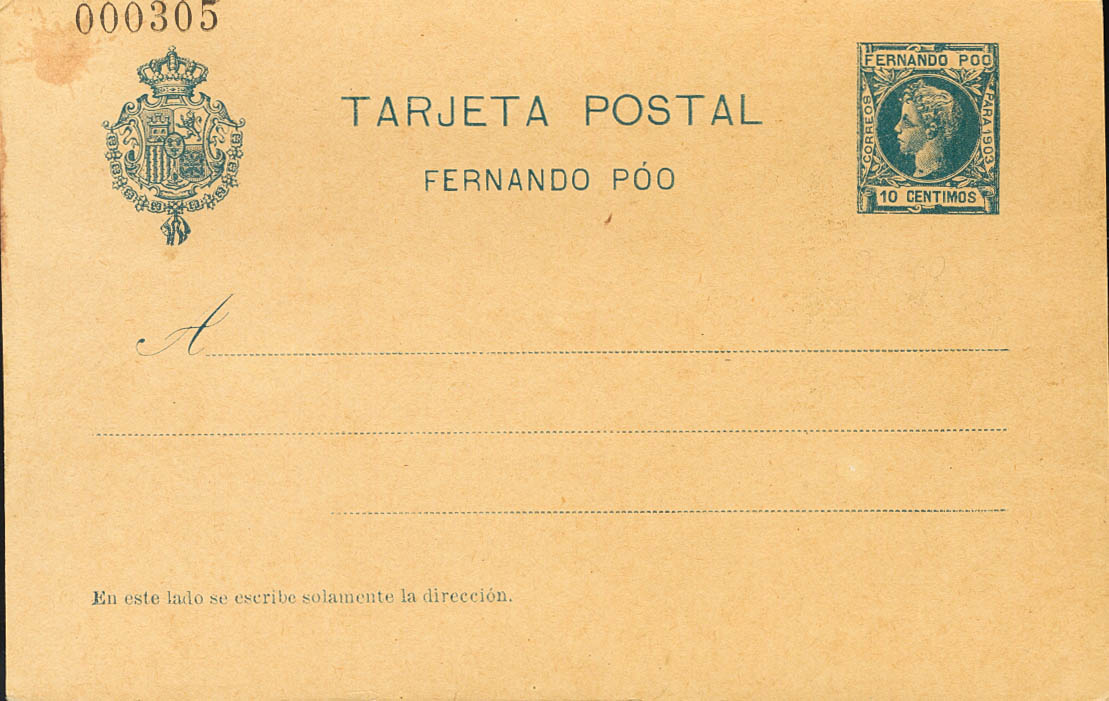 000305
TARJETA POSTAL
FERNANDO PÓO
FERNANDO POO
CORREOS
PARA 1903
10 CENTIMOS
A
En este lado se escribe solamente la dirección.